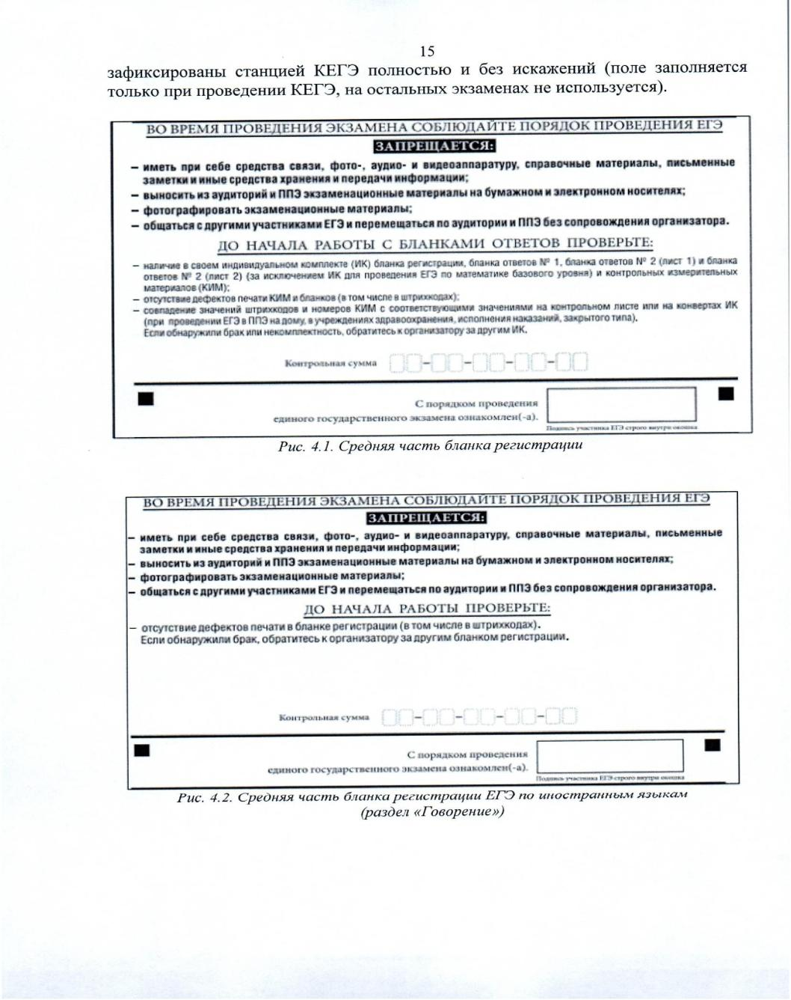 15
зафиксированы станцией КЕГЭ полностью и без искажений (поле заполняется
только при проведении КЕГЭ, на остальных экзаменах не используется).
ВО ВРЕМЯ ПРОВЕДЕНИЯ ЭКЗАМЕНА СОБЛЮДАЙТЕ ПОРЯДОК ПРОВЕДЕНИЯ ЕГЭ
ЗАПРЕЩАЕТСЯ:
– иметь при себе средства связи, фото-, аудио- и видеоаппаратуру, справочные материалы, письменные
заметки и иные средства хранения и передачи информации;
– выносить из аудиторий и ППЭ экзаменационные материалы на бумажном и электронном носителях;
– фотографировать экзаменационные материалы;
– общаться с другими участниками ЕГЭ и перемещаться по аудитории и ППЭ без сопровождения организатора.
ДО НАЧАЛА РАБОТЫ С БЛАНКАМИ ОТВЕТОВ ПРОВЕРЬТЕ:
– наличие в своем индивидуальном комплекте (ИК) бланка регистрации, бланка ответов № 1, бланка ответов № 2 (лист 1) и бланка
ответов № 2 (лист 2) (за исключением ИК для проведения ЕГЭ по математике базового уровня) и контрольных измерительных
материалов (КИМ);
– отсутствие дефектов печати КИМ и бланков (в том числе в штрихкодах);
– совпадение значений штрихкодов и номеров КИМ с соответствующими значениями на контрольном листе или на конвертах ИК
(при проведении ЕГЭ в ППЭ на дому, в учреждениях здравоохранения, исполнения наказаний, закрытого типа).
Если обнаружили брак или некомплектность, обратитесь к организатору за другим ИК.
Контрольная сумма
С порядком проведения
единого государственного экзамена ознакомлен(-а).
Подпись участника ЕГЭ строго внутри окошка
Рис. 4.1. Средняя часть бланка регистрации
ВО ВРЕМЯ ПРОВЕДЕНИЯ ЭКЗАМЕНА СОБЛЮДАЙТЕ ПОРЯДОК ПРОВЕДЕНИЯ ЕГЭ
ЗАПРЕЩАЕТСЯ:
– иметь при себе средства связи, фото-, аудио- и видеоаппаратуру, справочные материалы, письменные
заметки и иные средства хранения и передачи информации;
– выносить из аудиторий и ППЭ экзаменационные материалы на бумажном и электронном носителях;
– фотографировать экзаменационные материалы;
– общаться с другими участниками ЕГЭ и перемещаться по аудитории и ППЭ без сопровождения организатора.
ДО НАЧАЛА РАБОТЫ ПРОВЕРЬТЕ:
– отсутствие дефектов печати в бланке регистрации (в том числе в штрихкодах).
Если обнаружили брак, обратитесь к организатору за другим бланком регистрации.
Контрольная сумма
С порядком проведения
единого государственного экзамена ознакомлен(-а).
Подпись участника ЕГЭ строго внутри окошка
Рис. 4.2. Средняя часть бланка регистрации ЕГЭ по иностранным языкам
(раздел «Говорение»)